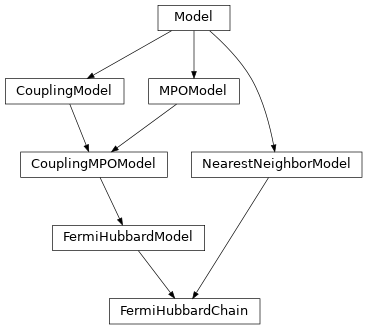 Model
CouplingModel
MPOModel
CouplingMPOModel
NearestNeighborModel
FermiHubbardModel
FermiHubbardChain